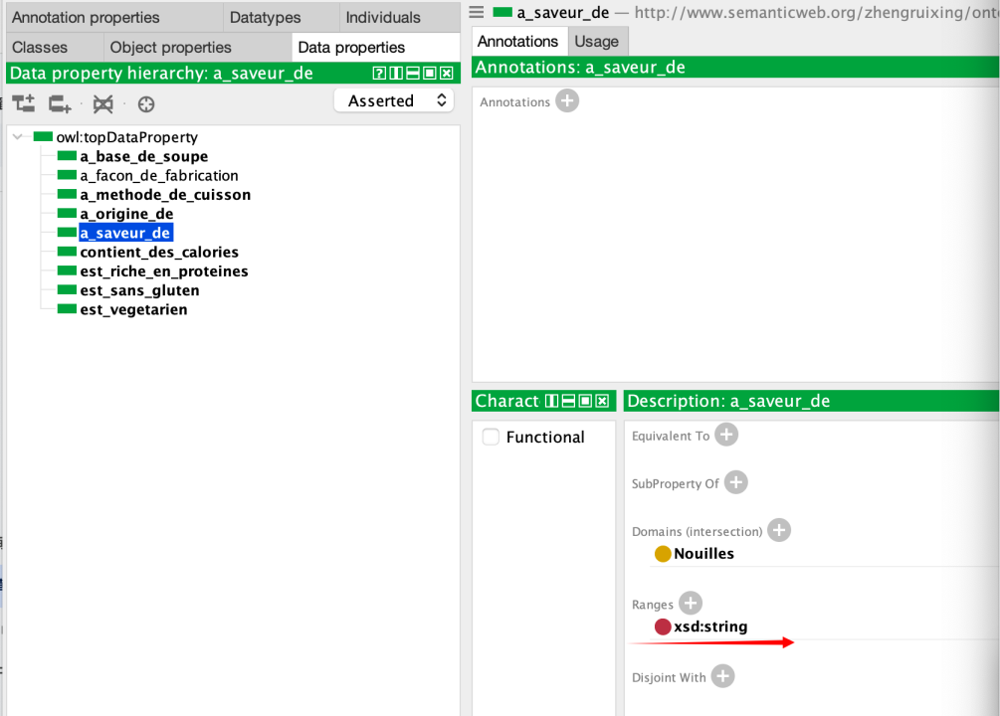 Annotation properties Datatypes Individuals
Classes Object properties Data properties
Data property hierarchy: a_saveur_de
Asserted
owl:topDataProperty
a_base_de_soupe
a_facon_de_fabrication
a_methode_de_cuisson
a_origine_de
a_saveur_de
contient_des_calories
est_riche_en_proteines
est_sans_gluten
est_vegetarien
a_saveur_de — http://www.semanticweb.org/zhengruixing/ont
Annotations Usage
Annotations: a_saveur_de
Annotations
Charact
Functional
Description: a_saveur_de
Equivalent To
SubProperty Of
Domains (intersection)
Nouilles
Ranges
xsd:string
Disjoint With